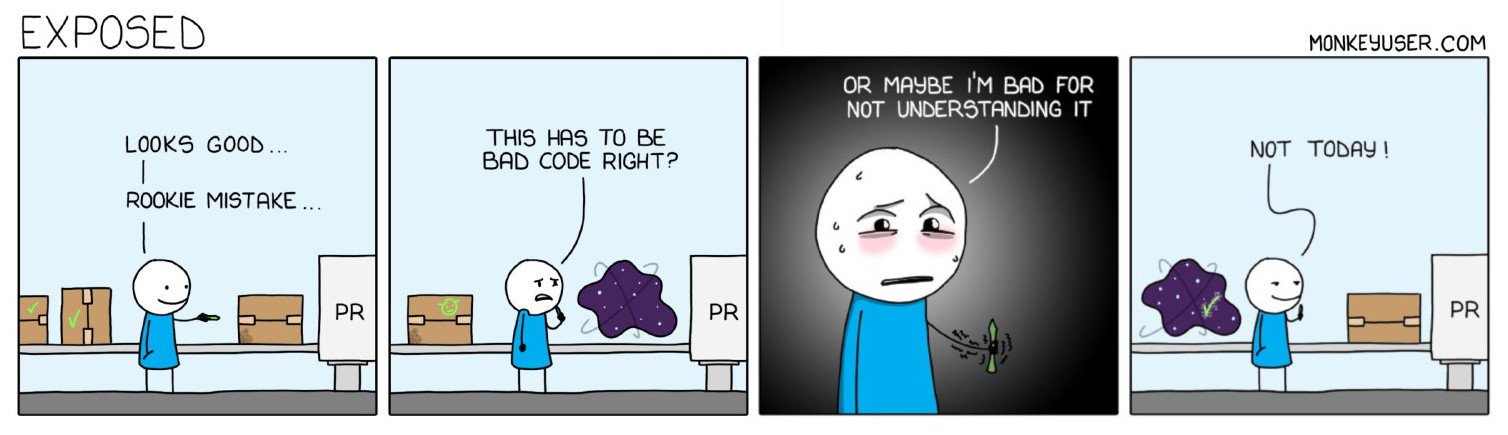 EXPOSED
MONKEYUSER.COM
LOOKS GOOD...
ROOKIE MISTAKE...
PR
THIS HAS TO BE
BAD CODE RIGHT?
PR
OR MAYBE I'M BAD FOR
NOT UNDERSTANDING IT
NOT TODAY!
PR